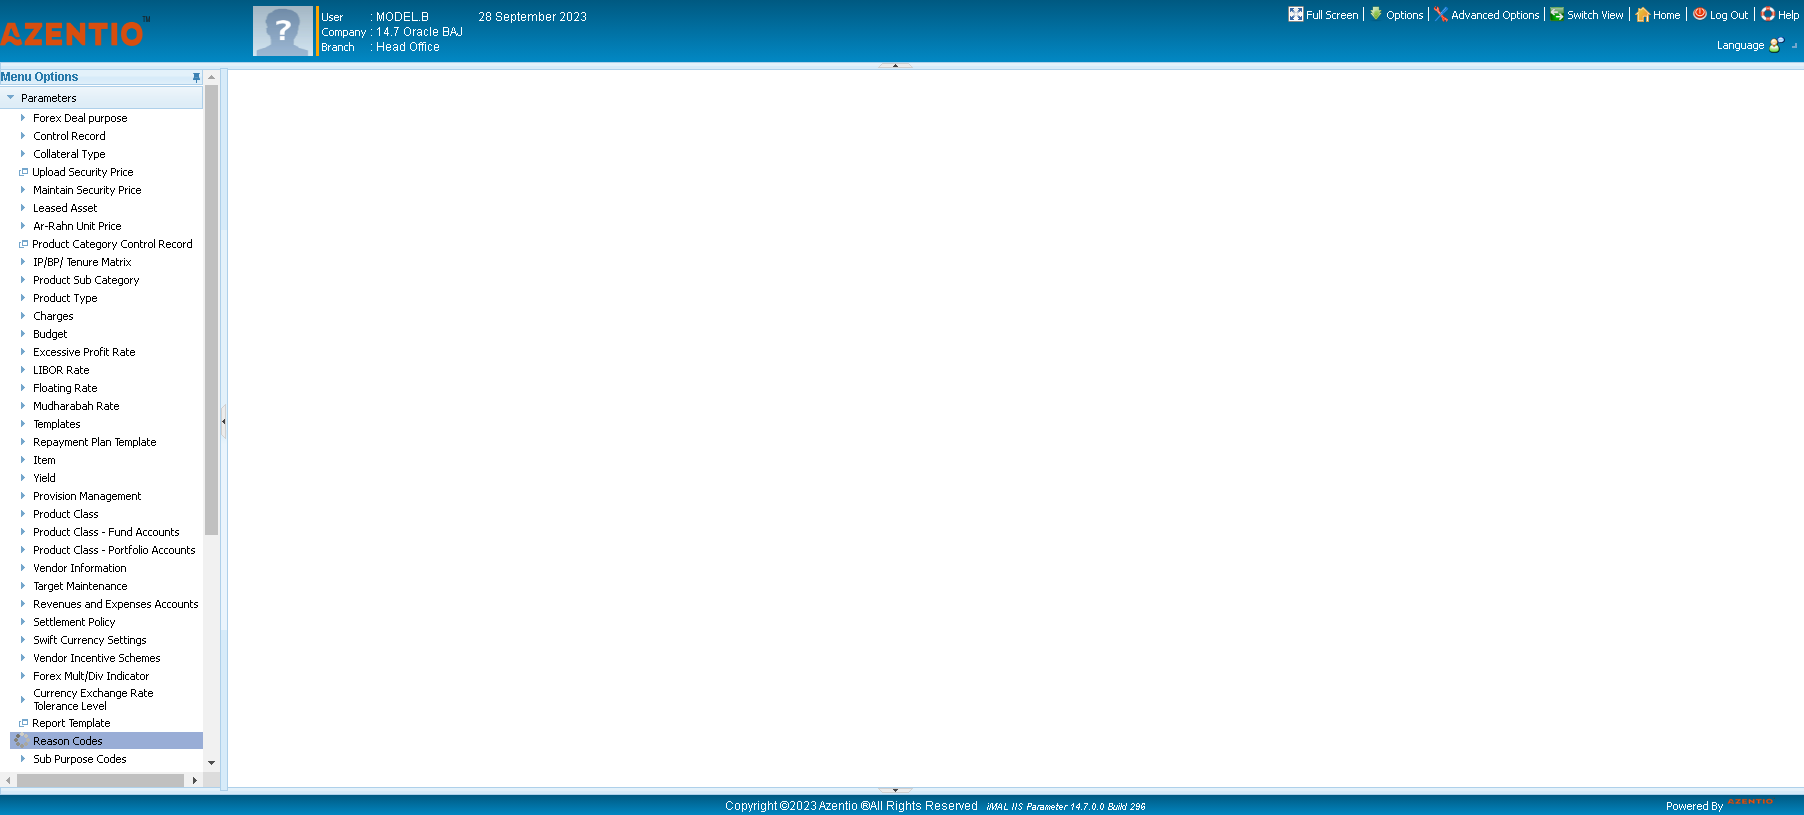 AZENTIO™
User : MODEL.B 28 September 2023
Company : 14.7 Oracle BAJ
Branch : Head Office
Full Screen | Options | Advanced Options | Switch View | Home | Log Out | Help
Language
Menu Options
Parameters
Forex Deal purpose
Control Record
Collateral Type
Upload Security Price
Maintain Security Price
Leased Asset
Ar-Rahn Unit Price
Product Category Control Record
IP/BP/ Tenure Matrix
Product Sub Category
Product Type
Charges
Budget
Excessive Profit Rate
LIBOR Rate
Floating Rate
Mudharabah Rate
Templates
Repayment Plan Template
Item
Yield
Provision Management
Product Class
Product Class - Fund Accounts
Product Class - Portfolio Accounts
Vendor Information
Target Maintenance
Revenues and Expenses Accounts
Settlement Policy
Swift Currency Settings
Vendor Incentive Schemes
Forex Mult/Div Indicator
Currency Exchange Rate
Tolerance Level
Report Template
Reason Codes
Sub Purpose Codes
Copyright ©2023 Azentio ®All Rights Reserved iMAL IIS Parameter 14.7.0.0 Build 296
Powered By AZENTIO